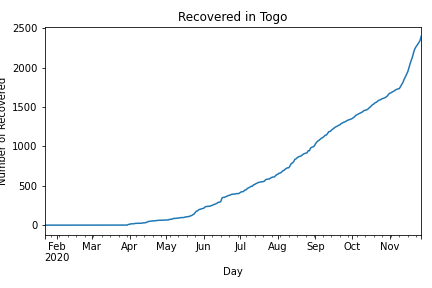 Recovered in Togo
Number of Recovered
2500
2000
1500
1000
500
0
Feb Mar Apr May Jun Jul Aug Sep Oct Nov
2020
Day